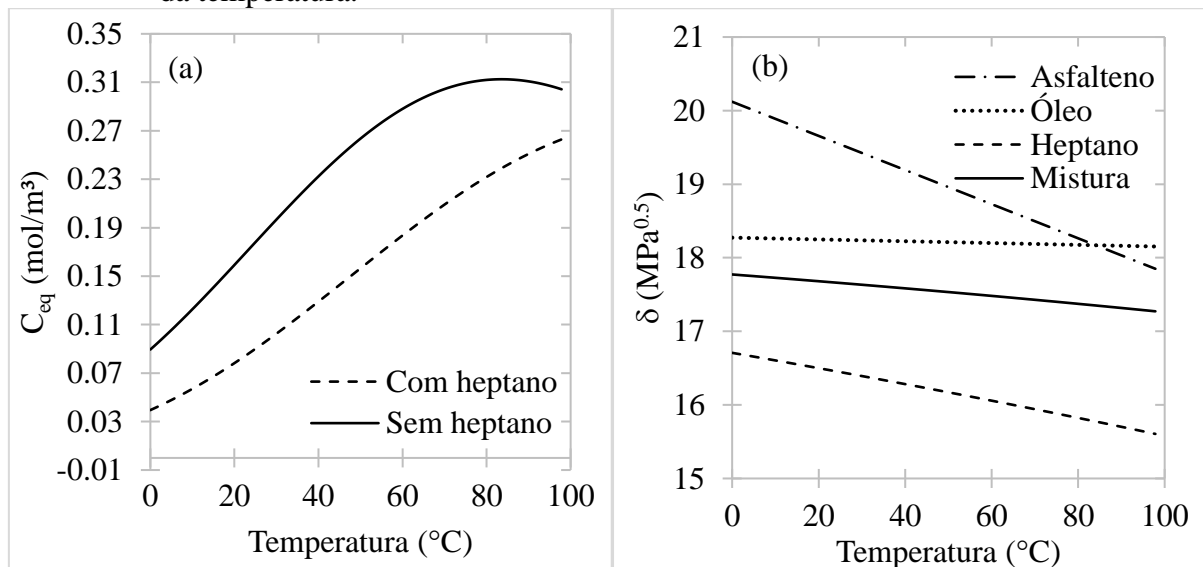 da temperatura.
(a)
C_eq (mol/m³)
0.35
0.31
0.27
0.23
0.19
0.15
0.11
0.07
0.03
-0.01
Com heptano
Sem heptano
0 20 40 60 80 100
Temperatura (°C)
(b)
δ (MPa^0.5)
21
20
19
18
17
16
15
Asfalteno
Óleo
Heptano
Mistura
0 20 40 60 80 100
Temperatura (°C)